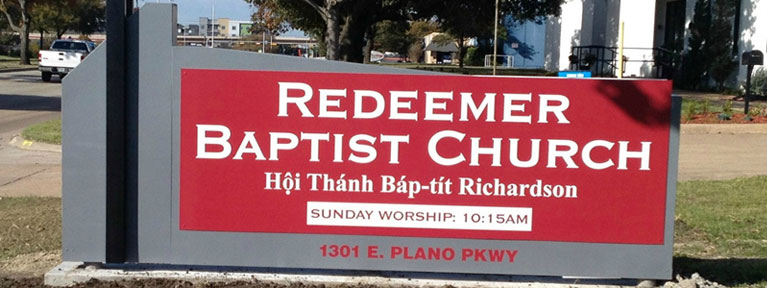 REDEEMER
BAPTIST CHURCH
Hội Thánh Báp-tít Richardson
SUNDAY WORSHIP: 10:15AM
1301 E. PLANO PKWY